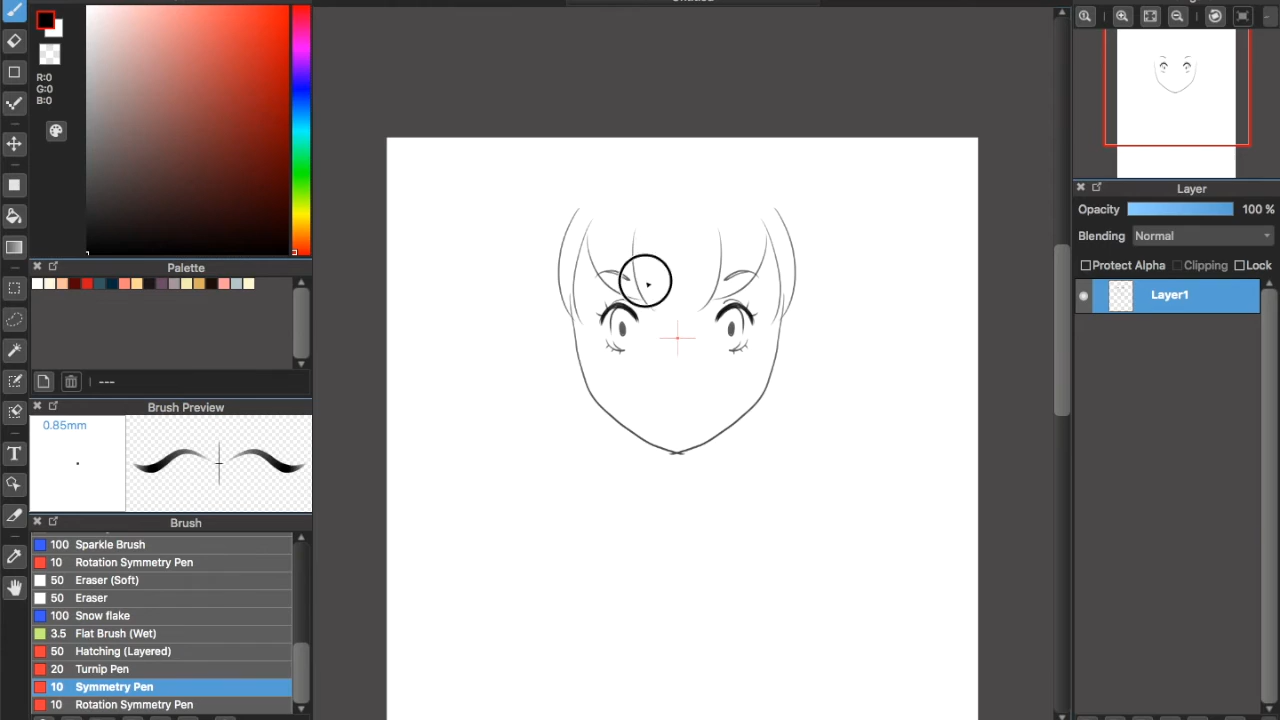 Untitled
R:0
G:0
B:0
Palette
---
Brush Preview
0.85mm
Brush
100 Sparkle Brush
10 Rotation Symmetry Pen
50 Eraser (Soft)
50 Eraser
100 Snow flake
3.5 Flat Brush (Wet)
50 Hatching (Layered)
20 Turnip Pen
10 Symmetry Pen
10 Rotation Symmetry Pen
T
Layer
Opacity 100 %
Blending Normal
Protect Alpha Clipping Lock
Layer1